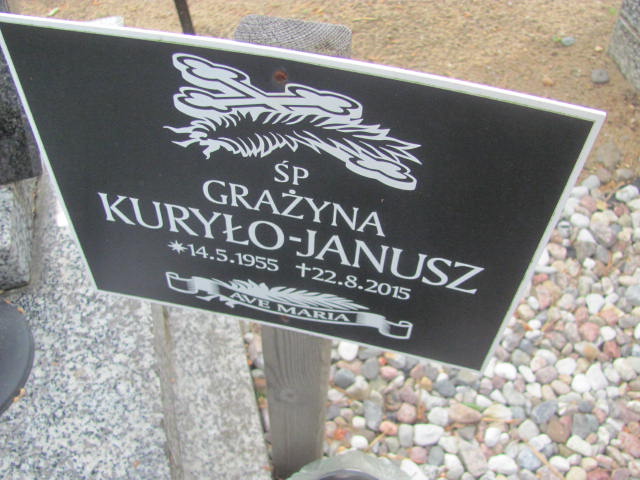 ŚP
GRAŻYNA
KURYŁO-JANUSZ
*14.5.1955 †22.8.2015
AVE MARIA